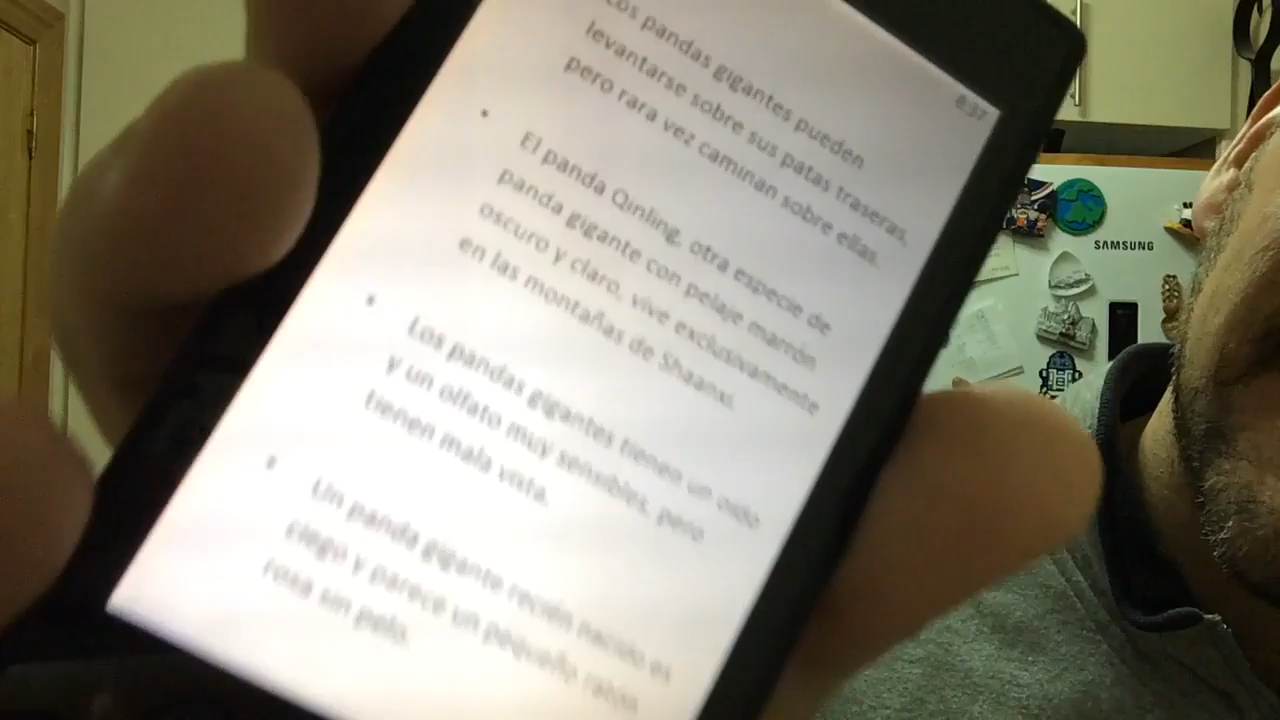 8:37
Los pandas gigantes pueden
levantarse sobre sus patas traseras,
pero rara vez caminan sobre ellas.
• El panda Qinling, otra especie de
panda gigante con pelaje marrón
oscuro y claro, vive exclusivamente
en las montañas de Shaanxi.
• Los pandas gigantes tienen un oído
y un olfato muy sensibles, pero
tienen mala vista.
• Un panda gigante recién nacido es
ciego y parece un pequeño ratón
rosa sin pelo.
SAMSUNG